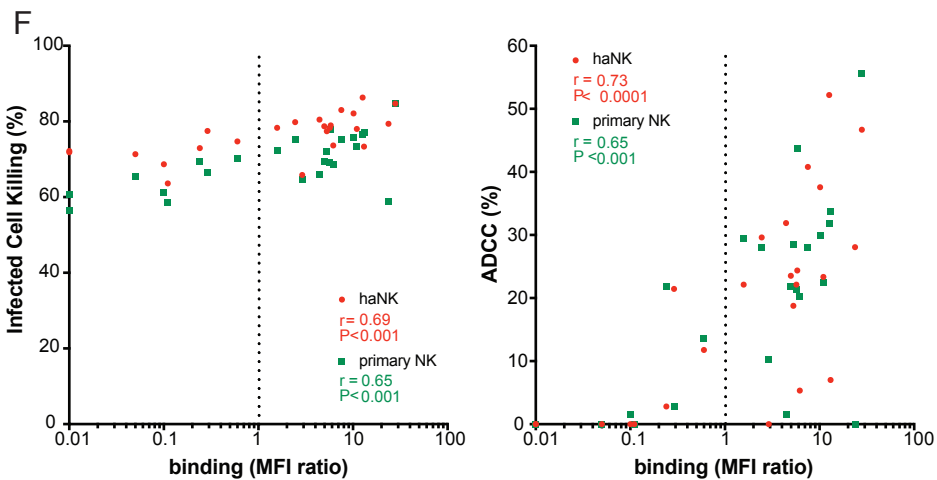 F
100
80
60
40
20
0
Infected Cell Killing (%)
haNK
r= 0.69
P<0.001
primary NK
r = 0.65
P<0.001
0.01
0.1
1
10
100
binding (MFI ratio)
60
50
40
30
20
10
0
ADCC (%)
haNK
r = 0.73
P< 0.0001
primary NK
r = 0.65
P <0.001
0.01
0.1
1
10
100
binding (MFI ratio)